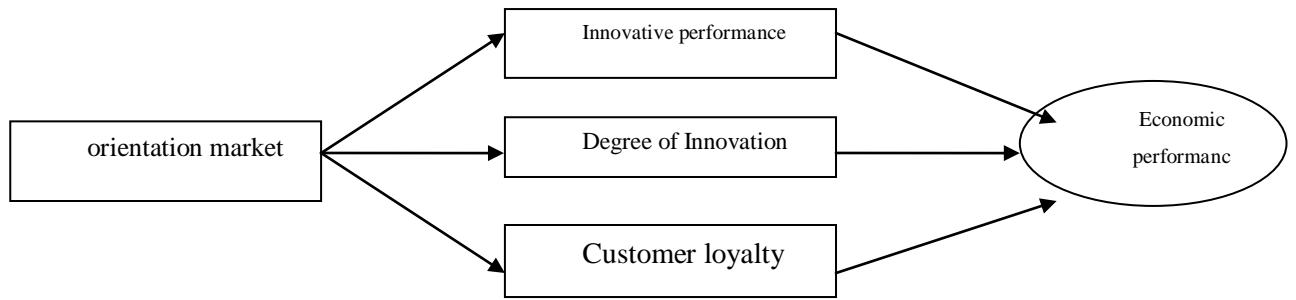 Innovative performance
orientation market
Degree of Innovation
Customer loyalty
Economic
performanc